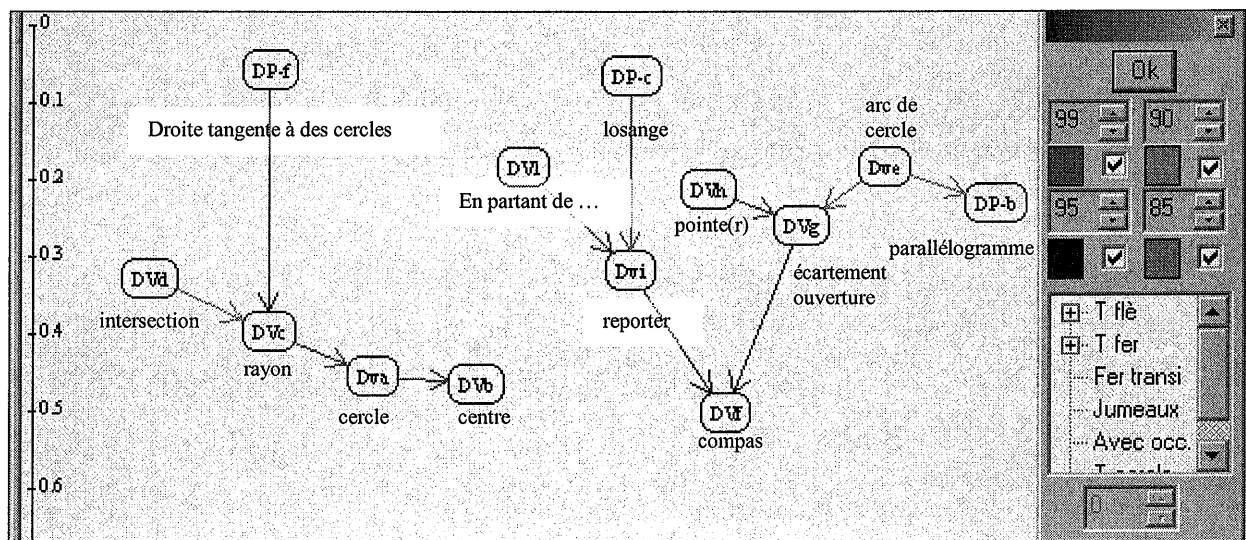 0
DP-f
DP-c
Ok
0.1
arc de
cercle
99
90
Droite tangente à des cercles
losange
DVl
Dve
0.2
En partant de …
DVh
DP-b
95
85
pointe(r)
DVg
parallélogramme
0.3
DVd
Dvi
écartement
ouverture
intersection
DVc
reporter
T flè
0.4
T fer
rayon
Dva
DVb
Fer transi
cercle
centre
Jumeaux
0.5
DVf
compas
Avec occ.
0.6
0